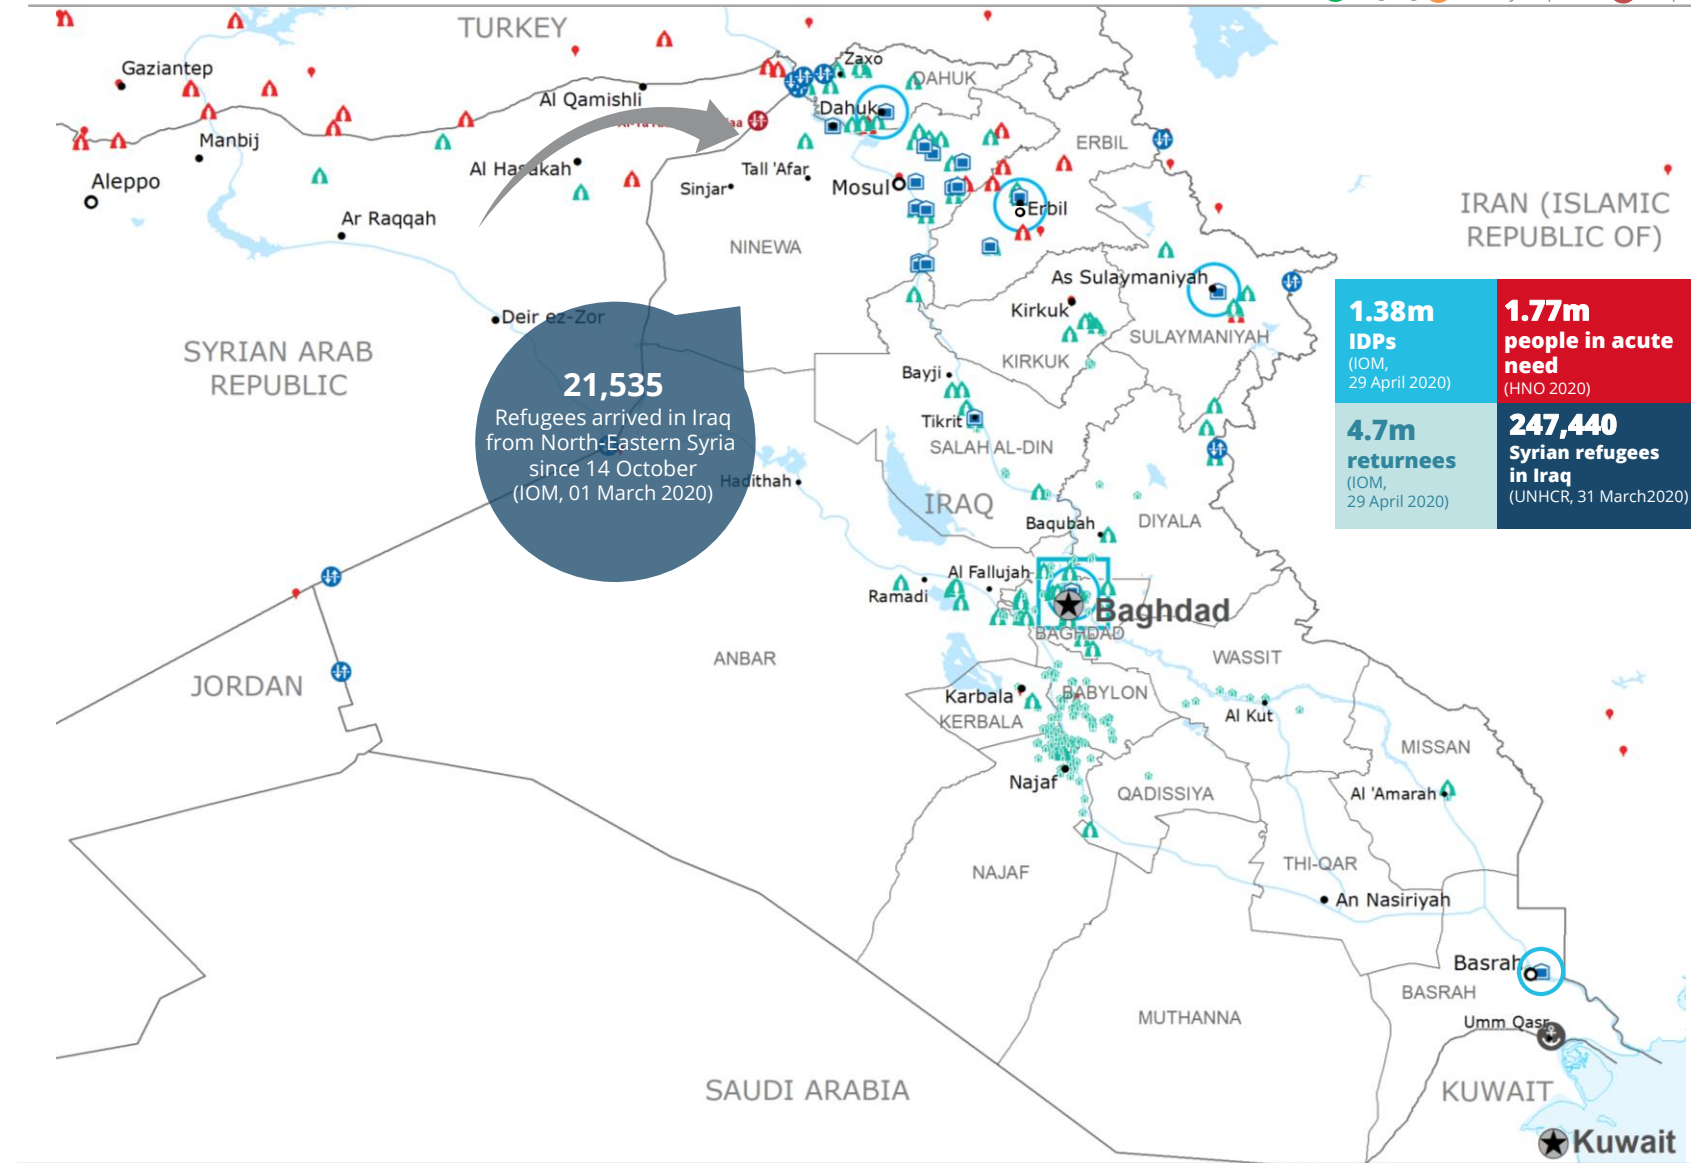 TURKEY
Gaziantep
Zaxo
DAHUK
Al Qamishli
Dahuk
Manbij
ERBIL
Al Hasakah
Tall 'Afar
Aleppo
Sinjar
Mosul
IRAN (ISLAMIC
REPUBLIC OF)
Ar Raqqah
Erbil
NINEWA
As Sulaymaniyah
Kirkuk
Deir ez-Zor
SULAYMANIYAH
SYRIAN ARAB
REPUBLIC
KIRKUK
Bayji
1.38m
IDPs
(IOM,
29 April 2020)
1.77m
people in acute
need
(HNO 2020)
4.7m
returnees
(IOM,
29 April 2020)
247,440
Syrian refugees
in Iraq
(UNHCR, 31 March2020)
21,535
Refugees arrived in Iraq
from North-Eastern Syria
since 14 October
(IOM, 01 March 2020)
Tikrit
SALAH AL-DIN
Hadithah
IRAQ
Baqubah
DIYALA
Al Fallujah
Ramadi
Baghdad
BAGHDAD
ANBAR
WASSIT
JORDAN
Karbala
BABYLON
KERBALA
Al Kut
MISSAN
Najaf
QADISSIYA
Al 'Amarah
NAJAF
THI-QAR
An Nasiriyah
Basrah
BASRAH
MUTHANNA
Umm Qasr
SAUDI ARABIA
KUWAIT
Kuwait